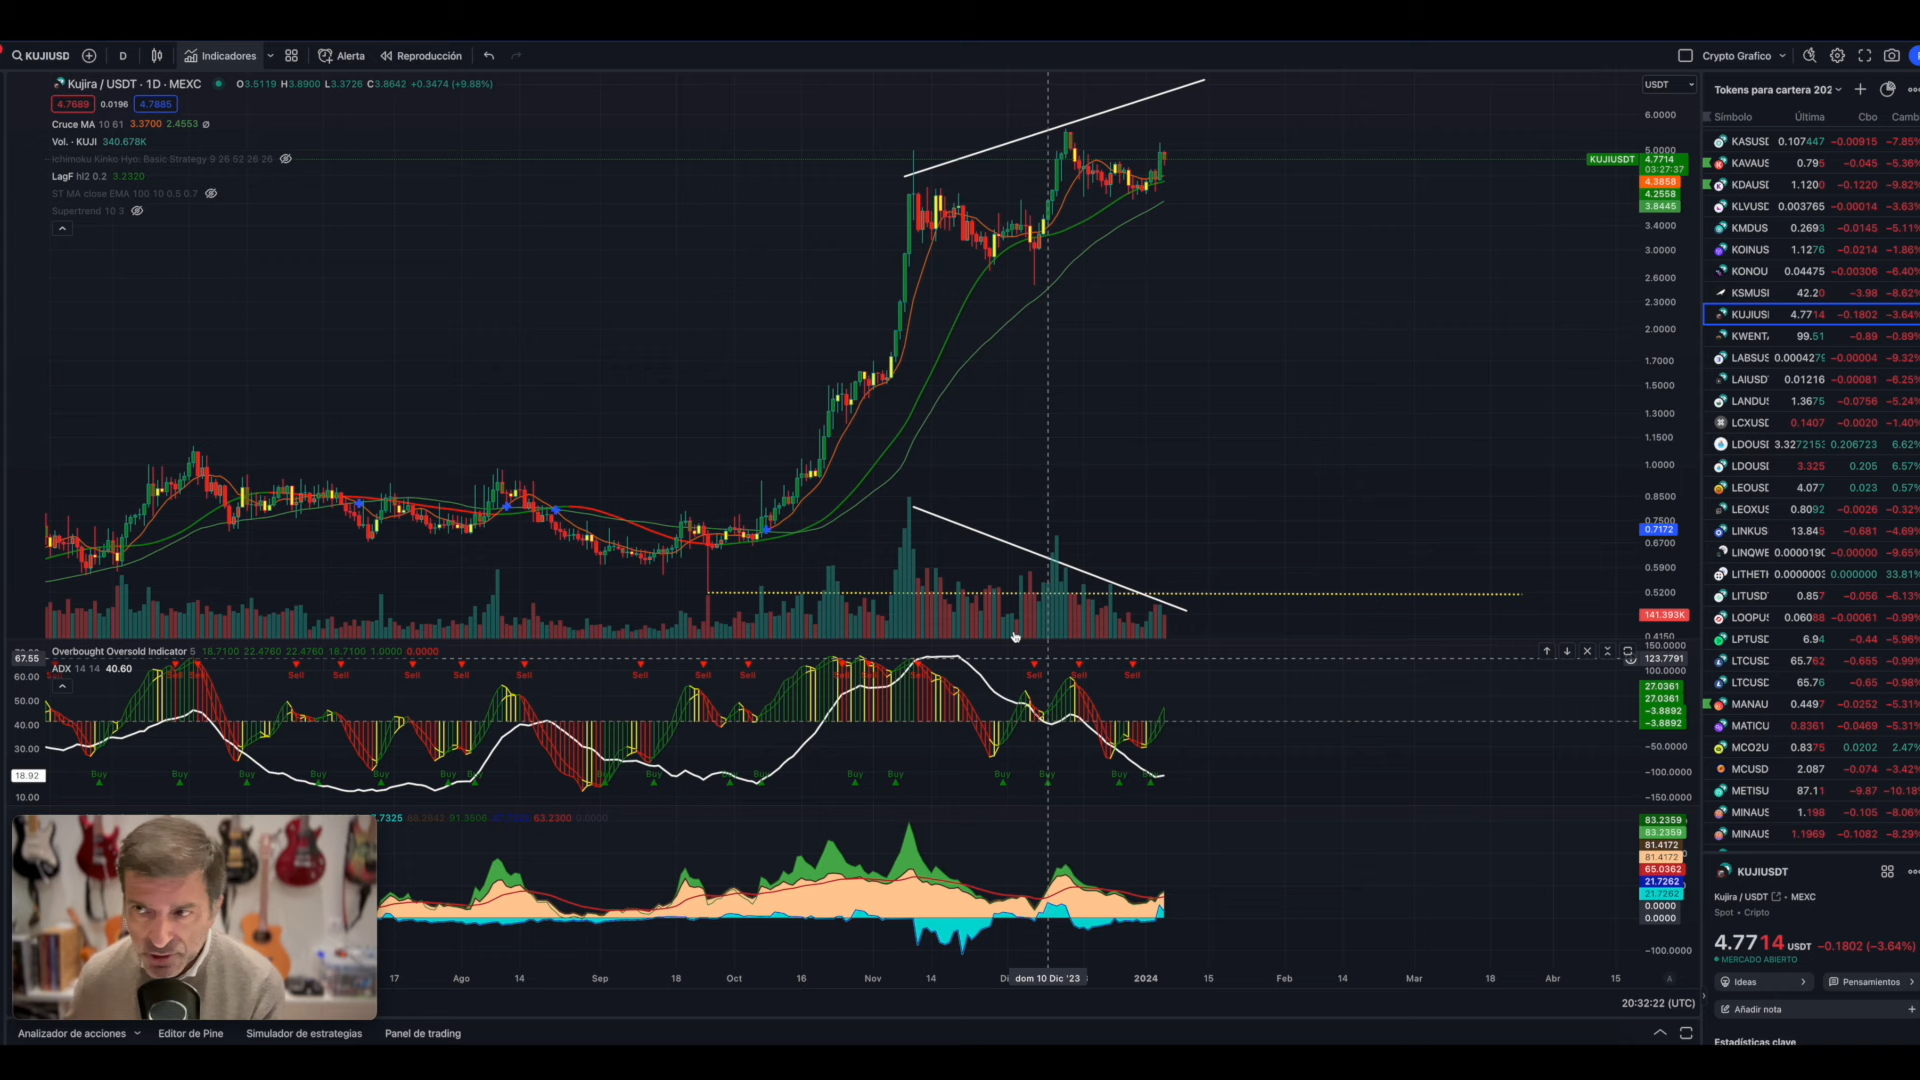 KUJIUSD D Indicadores Alerta Reproducción Crypto Grafico
Kujira / USDT · 1D · MEXC O3.5119 H3.8900 L3.3726 C3.8642 +0.3474 (+9.88%)
4.7689 0.0196 4.7885
Cruce MA 10 61 3.3700 2.4553 ∅
Vol. · KUJI 340.678K
Ichimoku Kinko Hyo: Basic Strategy 9 26 52 26 26
LagF hl2 0.2 3.2320
ST MA close EMA 100 10 0.5 0.7
Supertrend 10 3
USDT
6.0000
5.0000
KUJIUSDT 4.7714
03:27:37
4.3858
4.2558
3.8445
3.4000
3.0000
2.6000
2.3000
2.0000
1.7000
1.5000
1.3000
1.1500
1.0000
0.8500
0.7500
0.7172
0.6700
0.5900
0.5200
141.393K
0.4150
Overbought Oversold Indicator 5 18.7100 22.4760 22.4760 18.7100 1.0000 0.0000
ADX 14 14 40.60
67.55
60.00
50.00
40.00
30.00
18.92
10.00
Sell Sell Sell Sell Sell Sell Sell Sell Sell Sell Sell
Buy Buy Buy Buy Buy Buy Buy Buy Buy Buy Buy Buy Buy Buy
150.0000
123.7791
100.0000
27.0361
27.0361
−3.8892
−3.8892
−50.0000
−100.0000
−150.0000
7325 88.2842 91.3506 63.2300 0.0000
83.2359
83.2359
81.4172
81.4172
65.0362
21.7262
21.7262
0.0000
0.0000
−100.0000
17 Ago 14 Sep 18 Oct 16 Nov 14 Di dom 10 Dic '23 2024 15 Feb 14 Mar 18 Abr 15
A
20:32:22 (UTC)
Analizador de acciones Editor de Pine Simulador de estrategias Panel de trading
Tokens para cartera 202
Símbolo Última Cbo Camb
KASUSD 0.107447 −0.00915 −7.85%
KAVAUS 0.795 −0.045 −5.36%
KDAUSD 1.1200 −0.1220 −9.82%
KLVUSD 0.003765 −0.00014 −3.63%
KMDUS 0.2693 −0.0145 −5.11%
KOINUS 1.1276 −0.0214 −1.86%
KONOU 0.04475 −0.00306 −6.40%
KSMUSI 42.20 −3.98 −8.62%
KUJIUSI 4.7714 −0.1802 −3.64%
KWENT. 99.51 −0.89 −0.89%
LABSUS 0.0004279 −0.00004 −9.32%
LAIUSD 0.01216 −0.00081 −6.25%
LANDUS 1.3675 −0.0756 −5.24%
LCXUSD 0.1407 −0.0020 −1.40%
LDOUSD 3.3272153 0.206723 6.62%
LDOUSD 3.325 0.205 6.57%
LEOUSD 4.077 0.023 0.57%
LEOXUS 0.8092 −0.0026 −0.32%
LINKUS 13.845 −0.681 −4.69%
LINQWE 0.0000190 −0.00000 −9.65%
LITHETH 0.0000003 0.000000 33.81%
LITUSD 0.857 −0.056 −6.13%
LOOPUS 0.06088 −0.00061 −0.99%
LPTUSD 6.94 −0.44 −5.96%
LTCUSD 65.762 −0.655 −0.99%
LTCUSD 65.76 −0.65 −0.98%
MANAU 0.4497 −0.0252 −5.31%
MATICU 0.8361 −0.0469 −5.31%
MCO2U 0.8375 0.0202 2.47%
MCUSD 2.087 −0.074 −3.42%
METISU 87.11 −9.87 −10.18%
MINAUS 1.198 −0.105 −8.06%
MINAUS 1.1969 −0.1082 −8.29%
KUJIUSDT
Kujira / USDT · MEXC
Spot · Cripto
4.7714 USDT −0.1802 (−3.64%)
MERCADO ABIERTO
Ideas Pensamientos
Añadir nota
Estadísticas clave